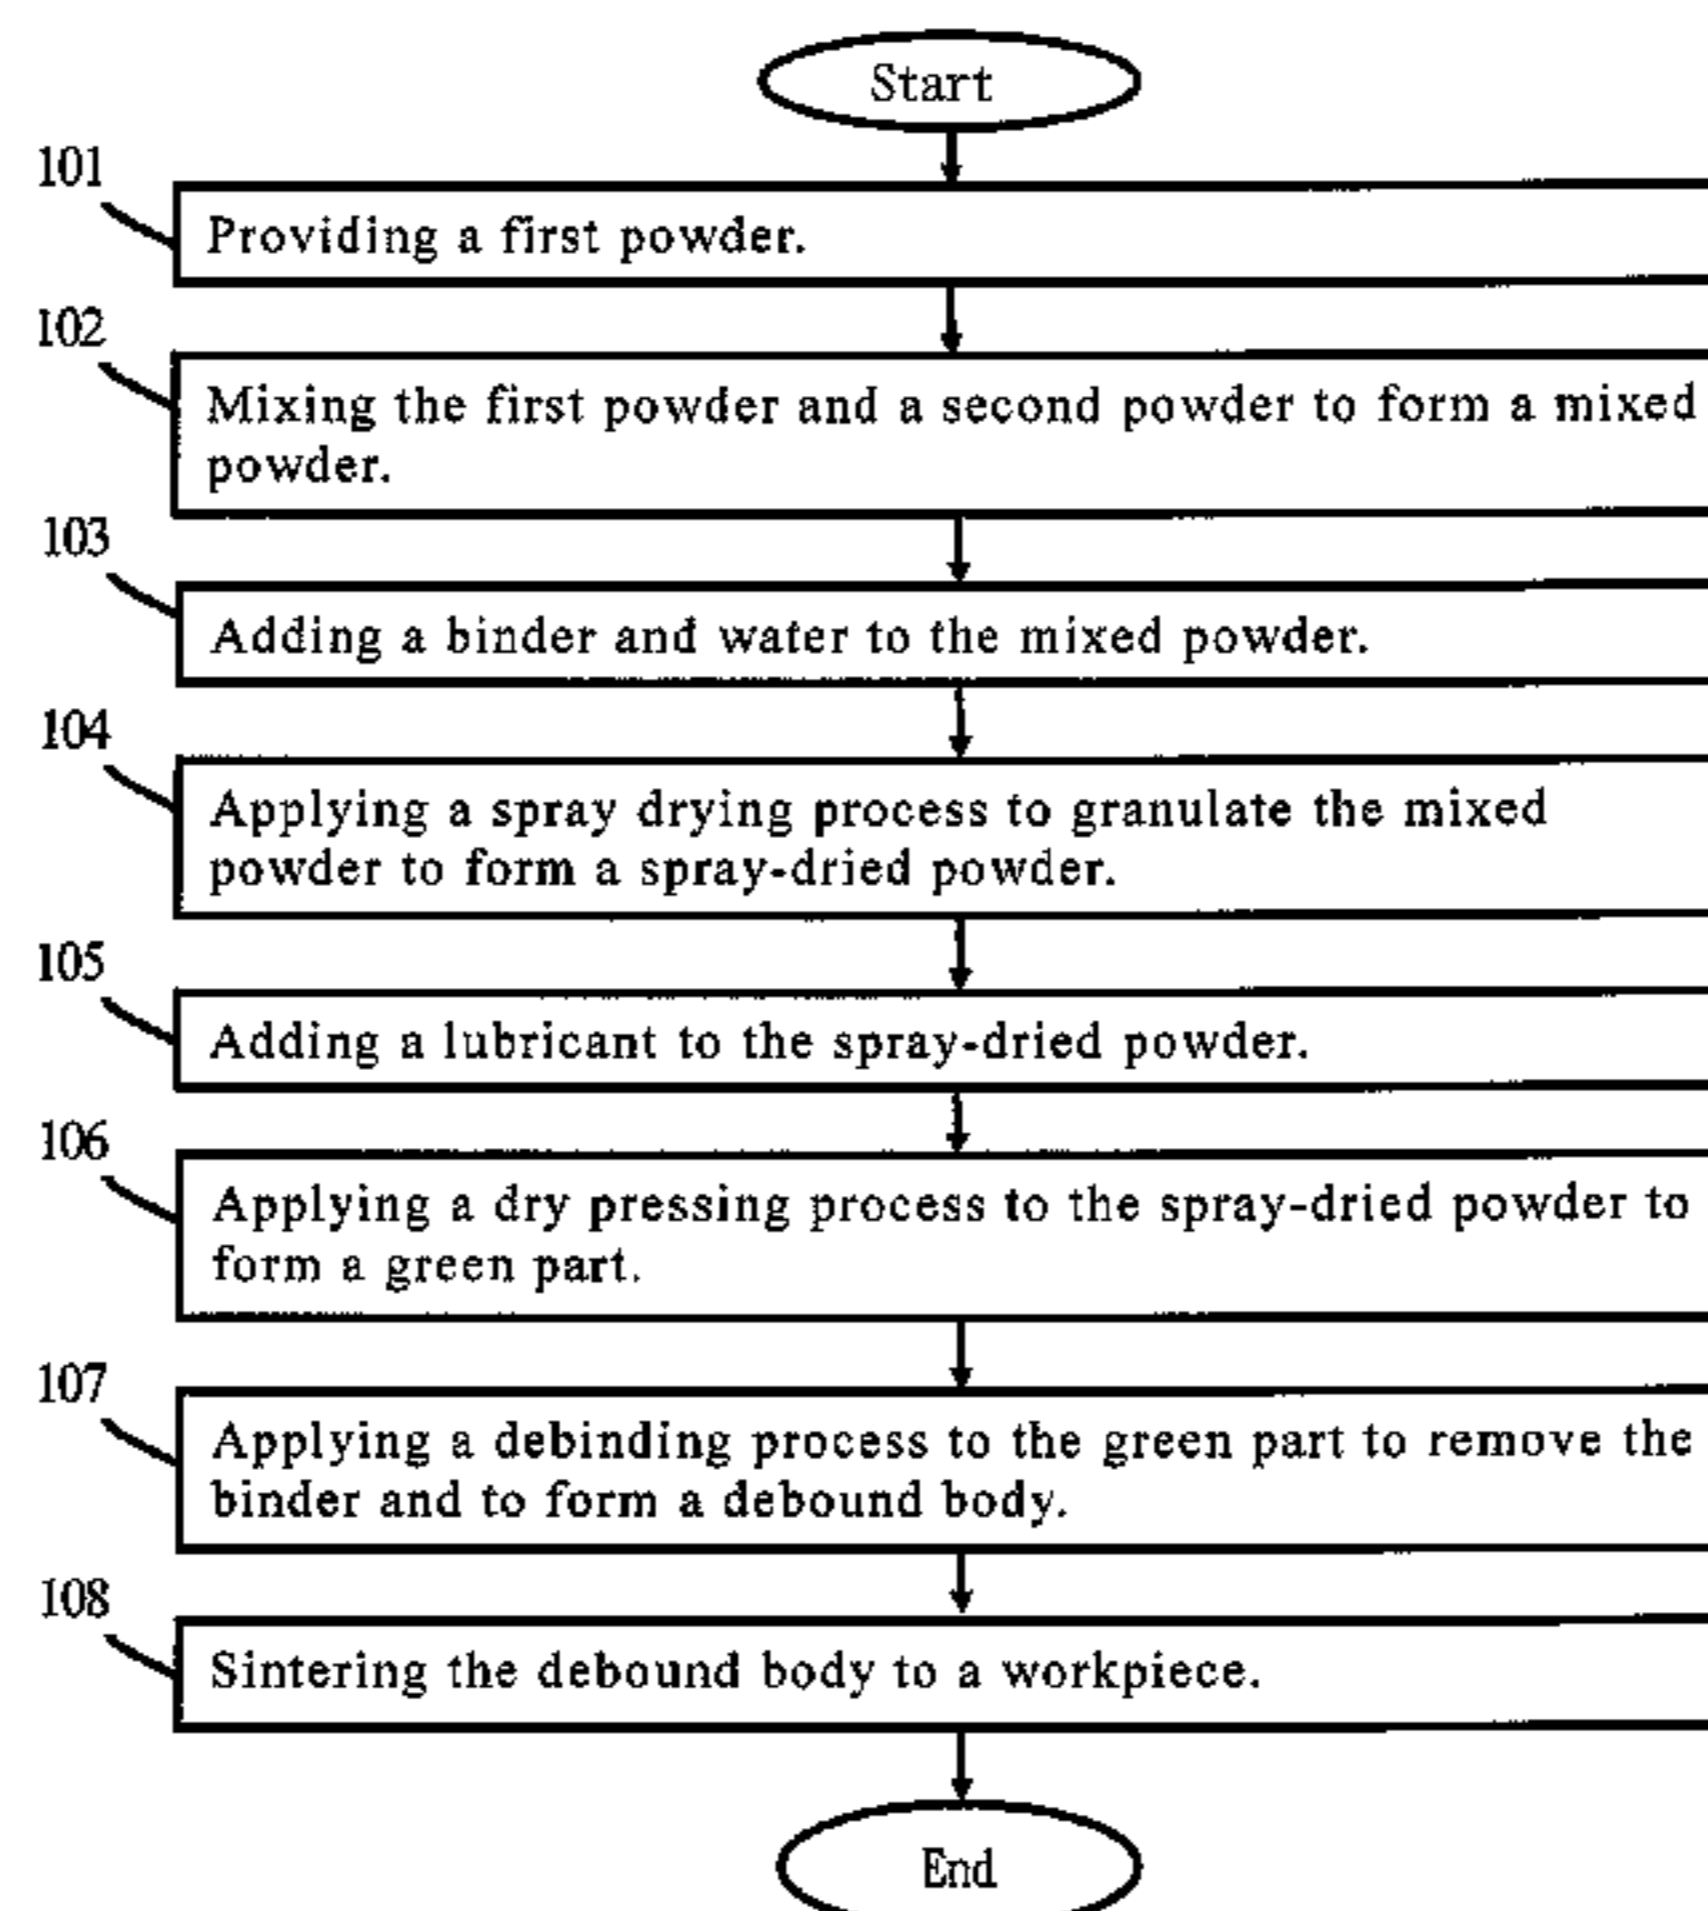 Start
101
Providing a first powder.
102
Mixing the first powder and a second powder to form a mixed
powder.
103
Adding a binder and water to the mixed powder.
104
Applying a spray drying process to granulate the mixed
powder to form a spray-dried powder.
105
Adding a lubricant to the spray-dried powder.
106
Applying a dry pressing process to the spray-dried powder to
form a green part.
107
Applying a debinding process to the green part to remove the
binder and to form a debound body.
108
Sintering the debound body to a workpiece.
End